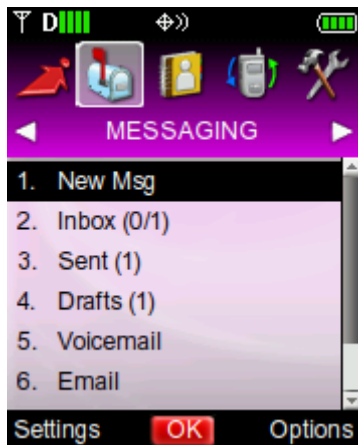 D
MESSAGING
1. New Msg
2. Inbox (0/1)
3. Sent (1)
4. Drafts (1)
5. Voicemail
6. Email
Settings OK Options